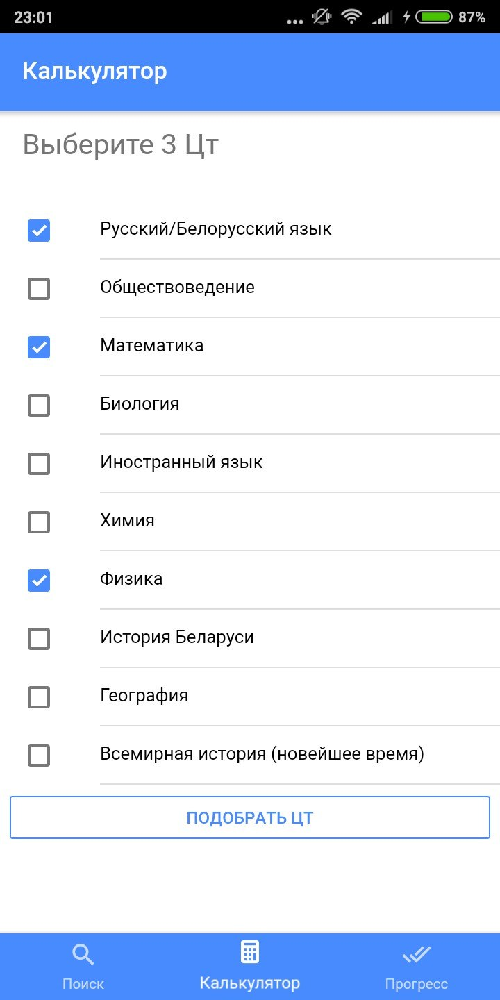 23:01
87%
Калькулятор
Выберите 3 Цт
Русский/Белорусский язык
Обществоведение
Математика
Биология
Иностранный язык
Химия
Физика
История Беларуси
География
Всемирная история (новейшее время)
ПОДОБРАТЬ ЦТ
Поиск
Калькулятор
Прогресс